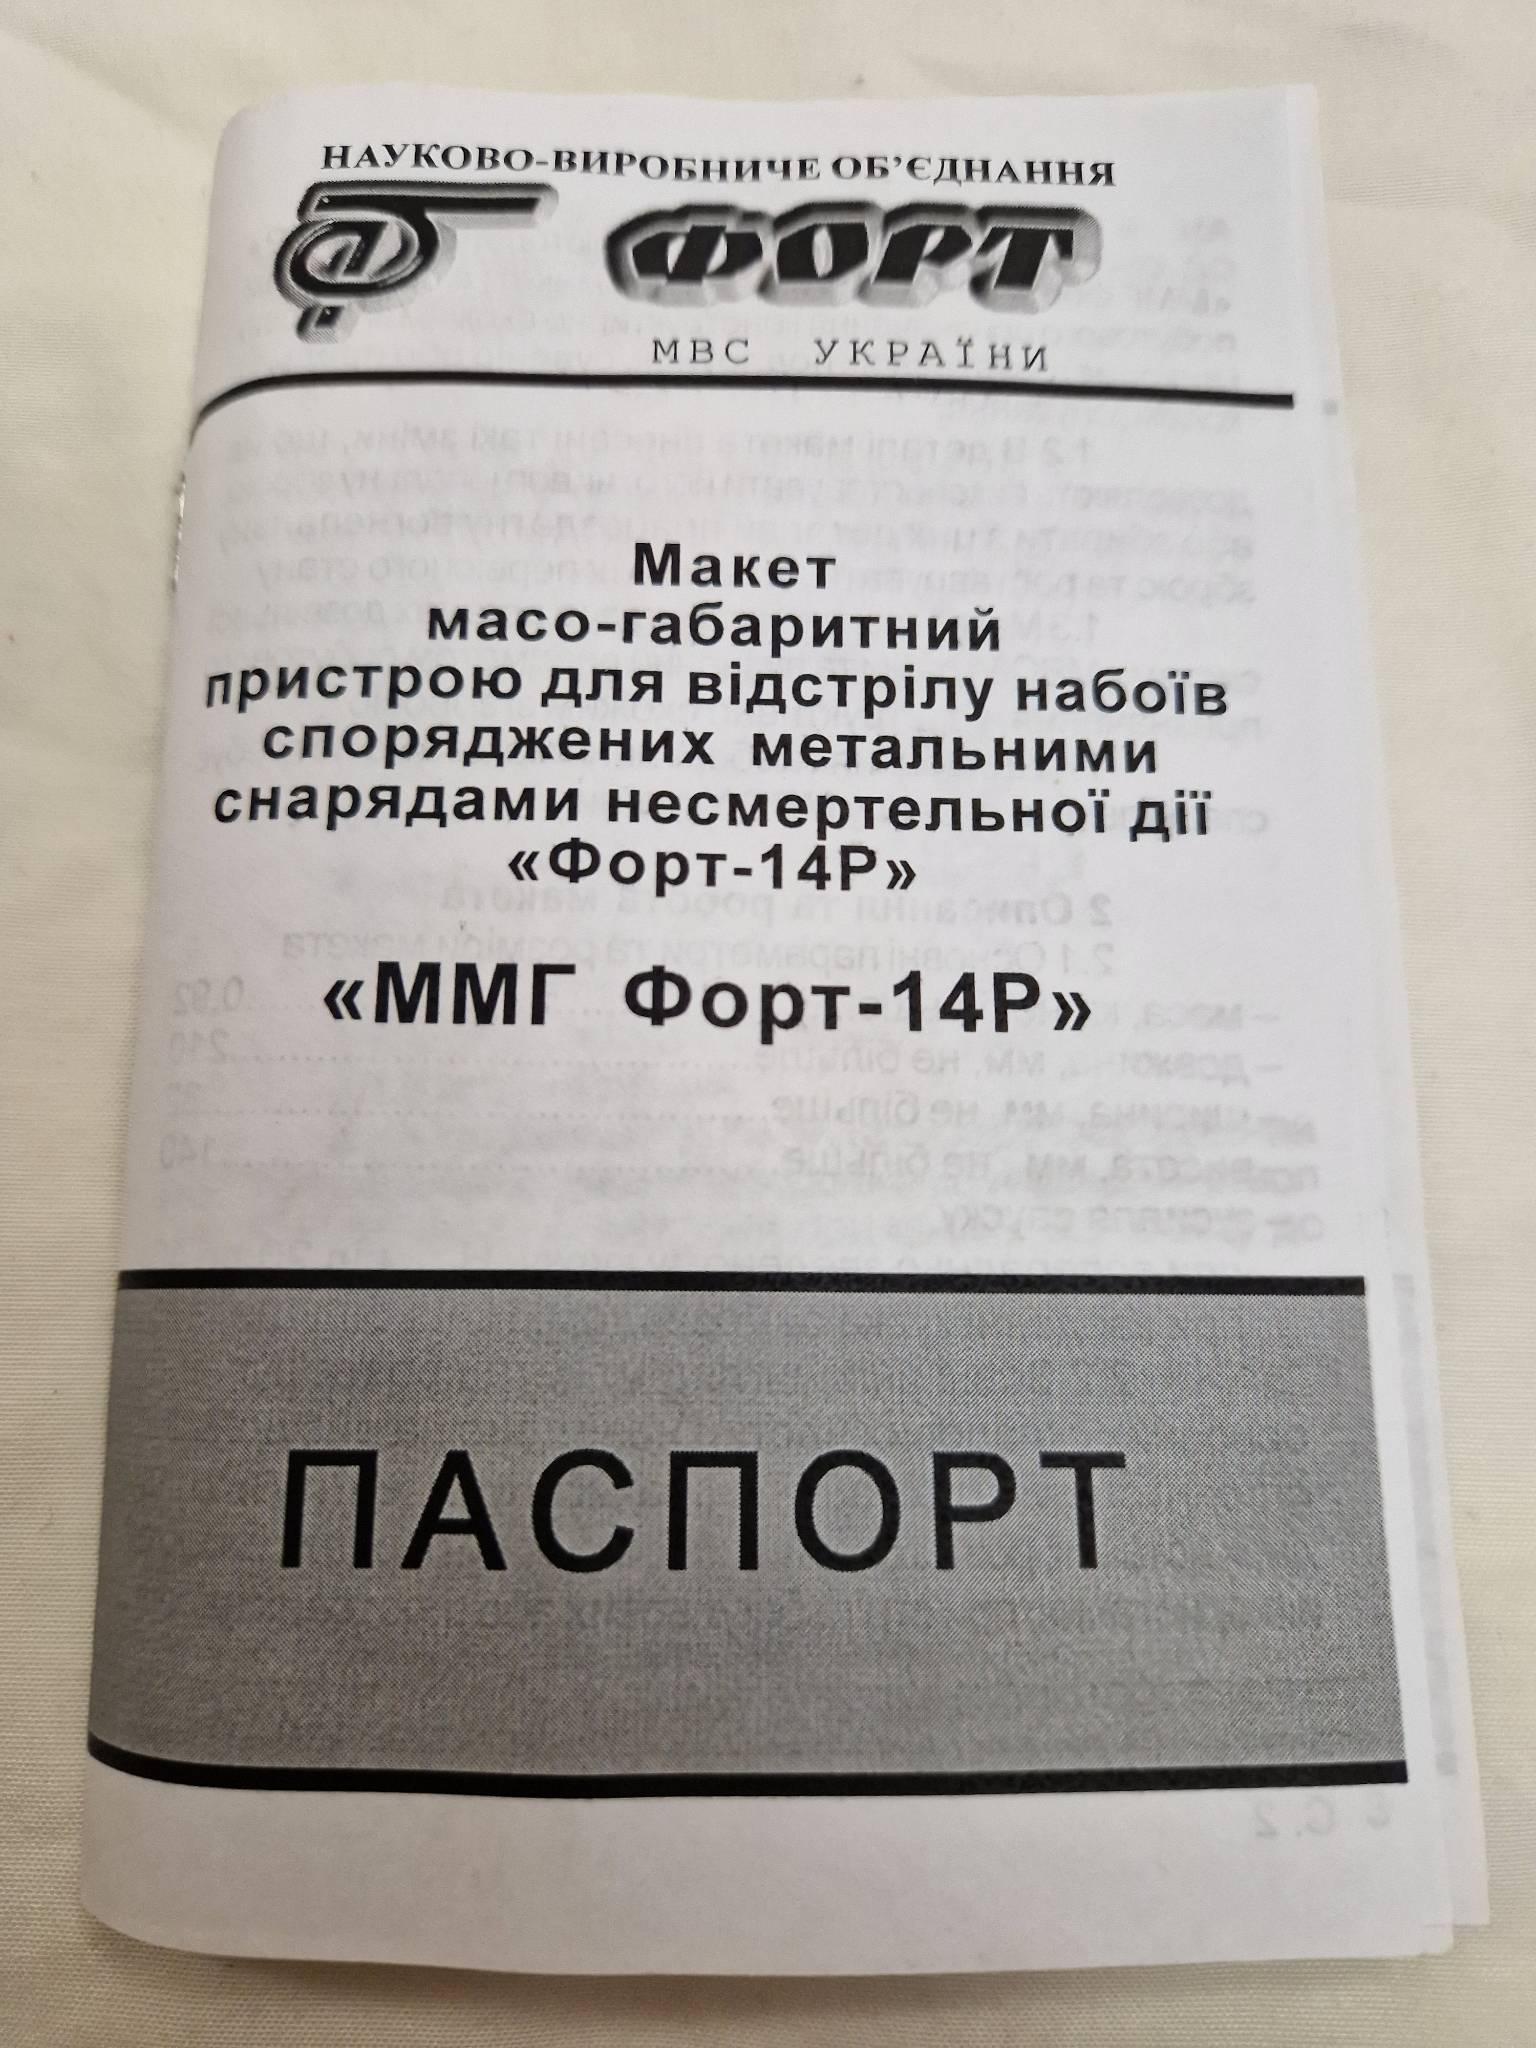 НАУКОВО-ВИРОБНИЧЕ ОБ’ЄДНАННЯ
ФОРТ
МВС УКРАЇНИ
Макет
масо-габаритний
пристрою для відстрілу набоїв
споряджених метальними
снарядами несмертельної дії
«Форт-14Р»
«ММГ Форт-14Р»
ПАСПОРТ